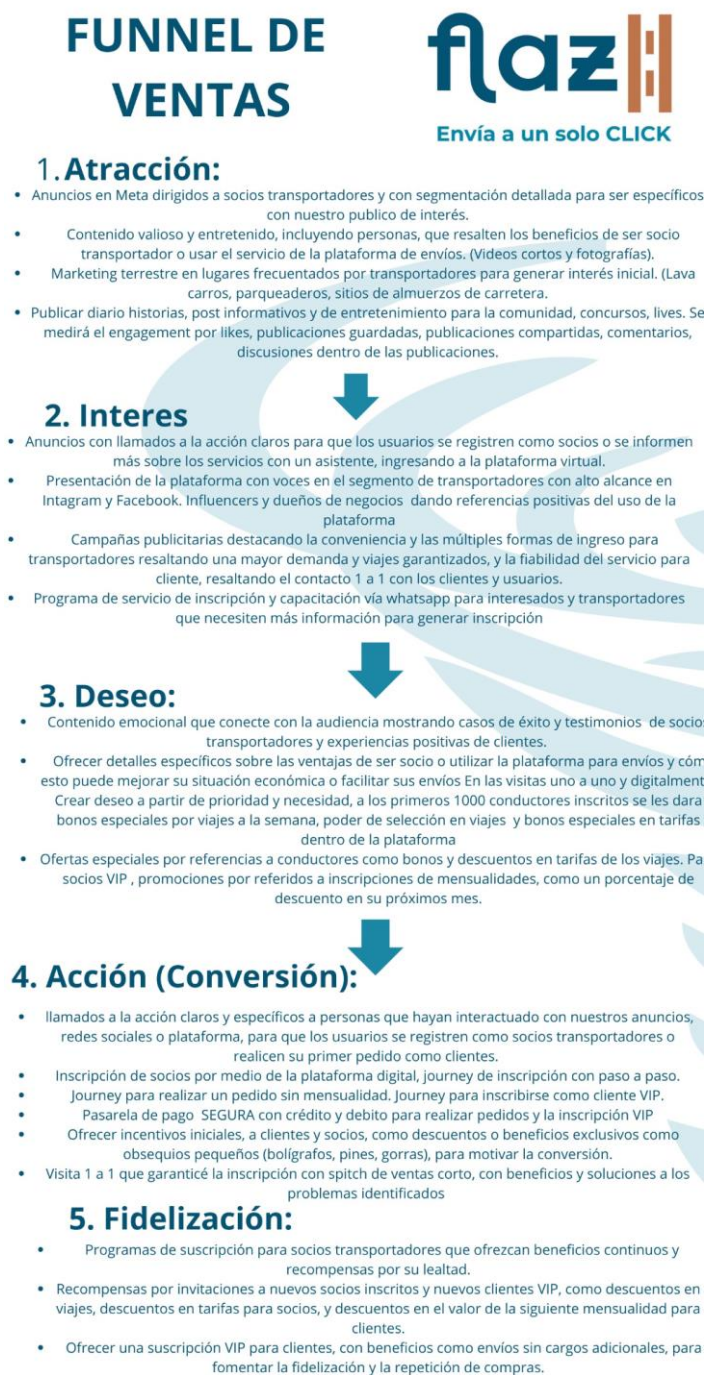 FUNNEL DE
VENTAS
flaz
Envía a un solo CLICK
1. Atracción:
• Anuncios en Meta dirigidos a socios transportadores y con segmentación detallada para ser específicos
con nuestro publico de interés.
• Contenido valioso y entretenido, incluyendo personas, que resalten los beneficios de ser socio
transportador o usar el servicio de la plataforma de envíos. (Videos cortos y fotografías).
• Marketing terrestre en lugares frecuentados por transportadores para generar interés inicial. (Lava
carros, parqueaderos, sitios de almuerzos de carretera.
• Publicar diario historias, post informativos y de entretenimiento para la comunidad, concursos, lives. Se
medirá el engagement por likes, publicaciones guardadas, publicaciones compartidas, comentarios,
discusiones dentro de las publicaciones.
2. Interes
• Anuncios con llamados a la acción claros para que los usuarios se registren como socios o se informen
más sobre los servicios con un asistente, ingresando a la plataforma virtual.
• Presentación de la plataforma con voces en el segmento de transportadores con alto alcance en
Intagram y Facebook. Influencers y dueños de negocios dando referencias positivas del uso de la
plataforma
• Campañas publicitarias destacando la conveniencia y las múltiples formas de ingreso para
transportadores resaltando una mayor demanda y viajes garantizados, y la fiabilidad del servicio para
cliente, resaltando el contacto 1 a 1 con los clientes y usuarios.
• Programa de servicio de inscripción y capacitación vía whatsapp para interesados y transportadores
que necesiten más información para generar inscripción
3. Deseo:
• Contenido emocional que conecte con la audiencia mostrando casos de éxito y testimonios de socios
transportadores y experiencias positivas de clientes.
• Ofrecer detalles específicos sobre las ventajas de ser socio o utilizar la plataforma para envíos y cóm
esto puede mejorar su situación económica o facilitar sus envíos En las visitas uno a uno y digitalment
Crear deseo a partir de prioridad y necesidad, a los primeros 1000 conductores inscritos se les dara
bonos especiales por viajes a la semana, poder de selección en viajes y bonos especiales en tarifas
dentro de la plataforma
• Ofertas especiales por referencias a conductores como bonos y descuentos en tarifas de los viajes. Pa
socios VIP , promociones por referidos a inscripciones de mensualidades, como un porcentaje de
descuento en su próximos mes.
4. Acción (Conversión):
• llamados a la acción claros y específicos a personas que hayan interactuado con nuestros anuncios,
redes sociales o plataforma, para que los usuarios se registren como socios transportadores o
realicen su primer pedido como clientes.
• Inscripción de socios por medio de la plataforma digital, journey de inscripción con paso a paso.
• Journey para realizar un pedido sin mensualidad. Journey para inscribirse como cliente VIP.
• Pasarela de pago SEGURA con crédito y debito para realizar pedidos y la inscripción VIP
• Ofrecer incentivos iniciales, a clientes y socios, como descuentos o beneficios exclusivos como
obsequios pequeños (bolígrafos, pines, gorras), para motivar la conversión.
• Visita 1 a 1 que garanticé la inscripción con spitch de ventas corto, con beneficios y soluciones a los
problemas identificados
5. Fidelización:
• Programas de suscripción para socios transportadores que ofrezcan beneficios continuos y
recompensas por su lealtad.
• Recompensas por invitaciones a nuevos socios inscritos y nuevos clientes VIP, como descuentos en
viajes, descuentos en tarifas para socios, y descuentos en el valor de la siguiente mensualidad para
clientes.
• Ofrecer una suscripción VIP para clientes, con beneficios como envíos sin cargos adicionales, para
fomentar la fidelización y la repetición de compras.